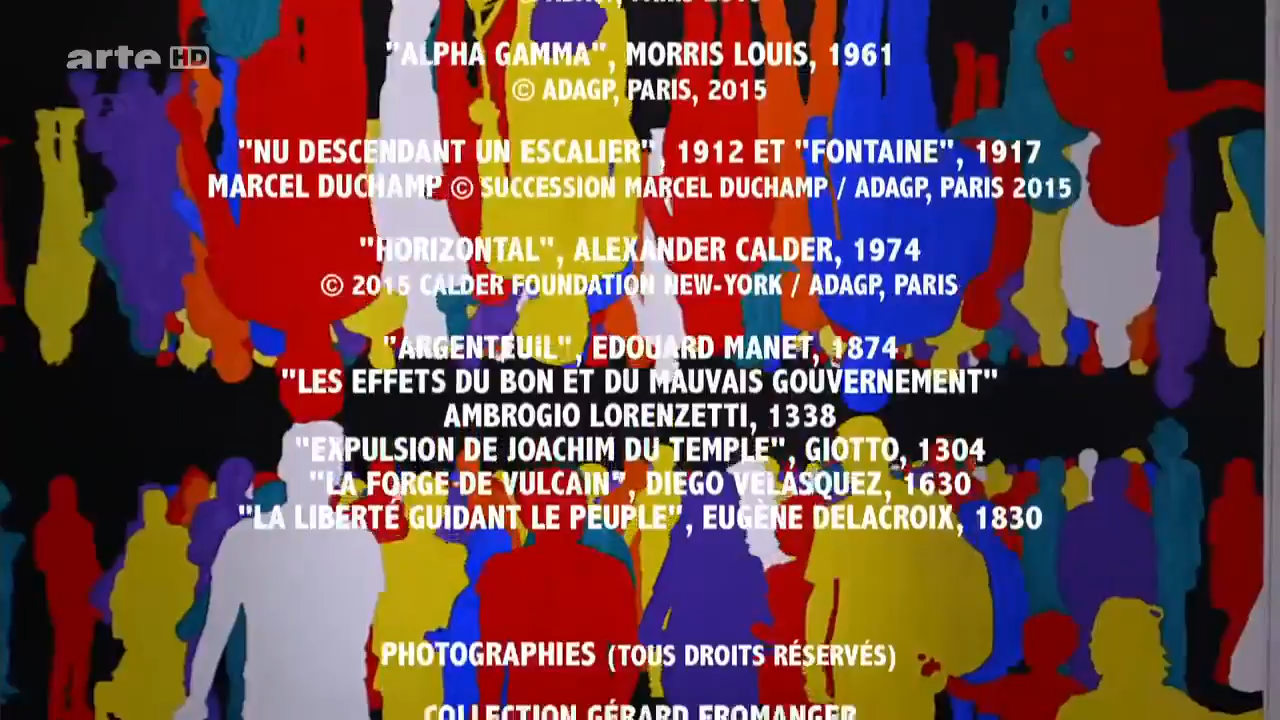 © ADAGP, PARIS 2015
arte HD
"ALPHA GAMMA", MORRIS LOUIS, 1961
© ADAGP, PARIS, 2015
"NU DESCENDANT UN ESCALIER", 1912 ET "FONTAINE", 1917
MARCEL DUCHAMP © SUCCESSION MARCEL DUCHAMP / ADAGP, PARIS 2015
"HORIZONTAL", ALEXANDER CALDER, 1974
© 2015 CALDER FOUNDATION NEW-YORK / ADAGP, PARIS
"ARGENTEUIL", EDOUARD MANET, 1874
"LES EFFETS DU BON ET DU MAUVAIS GOUVERNEMENT"
AMBROGIO LORENZETTI, 1338
"EXPULSION DE JOACHIM DU TEMPLE", GIOTTO, 1304
"LA FORGE DE VULCAIN", DIEGO VELASQUEZ, 1630
"LA LIBERTÉ GUIDANT LE PEUPLE", EUGÈNE DELACROIX, 1830
PHOTOGRAPHIES (TOUS DROITS RÉSERVÉS)
COLLECTION GÉRARD FROMANGER